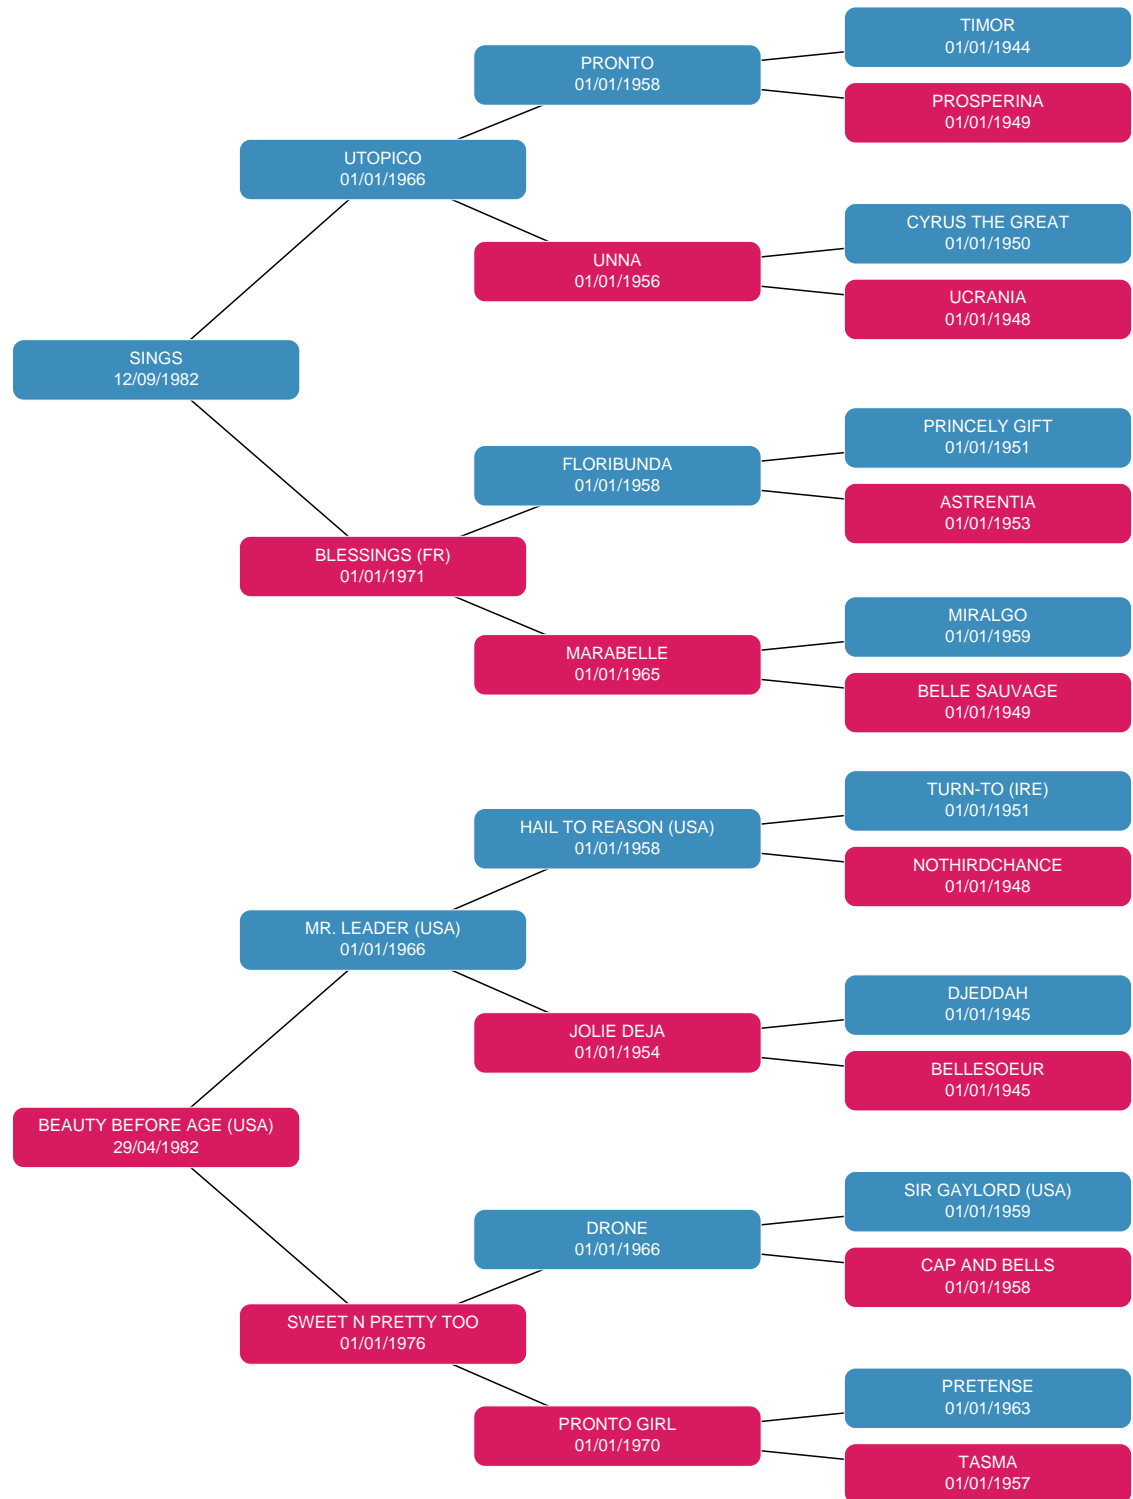 TIMOR
01/01/1944
PRONTO
01/01/1958
PROSPERINA
01/01/1949
UTOPICO
01/01/1966
CYRUS THE GREAT
01/01/1950
UNNA
01/01/1956
UCRANIA
01/01/1948
SINGS
12/09/1982
PRINCELY GIFT
01/01/1951
FLORIBUNDA
01/01/1958
ASTRENTIA
01/01/1953
BLESSINGS (FR)
01/01/1971
MIRALGO
01/01/1959
MARABELLE
01/01/1965
BELLE SAUVAGE
01/01/1949
TURN-TO (IRE)
01/01/1951
HAIL TO REASON (USA)
01/01/1958
NOTHIRDCHANCE
01/01/1948
MR. LEADER (USA)
01/01/1966
DJEDDAH
01/01/1945
JOLIE DEJA
01/01/1954
BELLESOEUR
01/01/1945
BEAUTY BEFORE AGE (USA)
29/04/1982
SIR GAYLORD (USA)
01/01/1959
DRONE
01/01/1966
CAP AND BELLS
01/01/1958
SWEET N PRETTY TOO
01/01/1976
PRETENSE
01/01/1963
PRONTO GIRL
01/01/1970
TASMA
01/01/1957